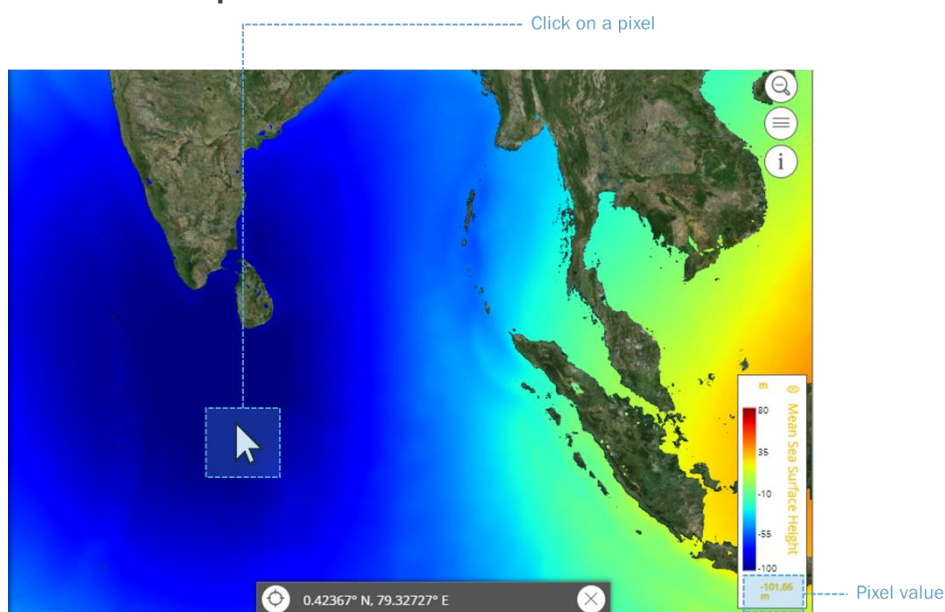 Click on a pixel
i
m
Mean Sea Surface Height
80
35
-10
-55
-100
-101.66
m
Pixel value
0.42367° N, 79.32727° E